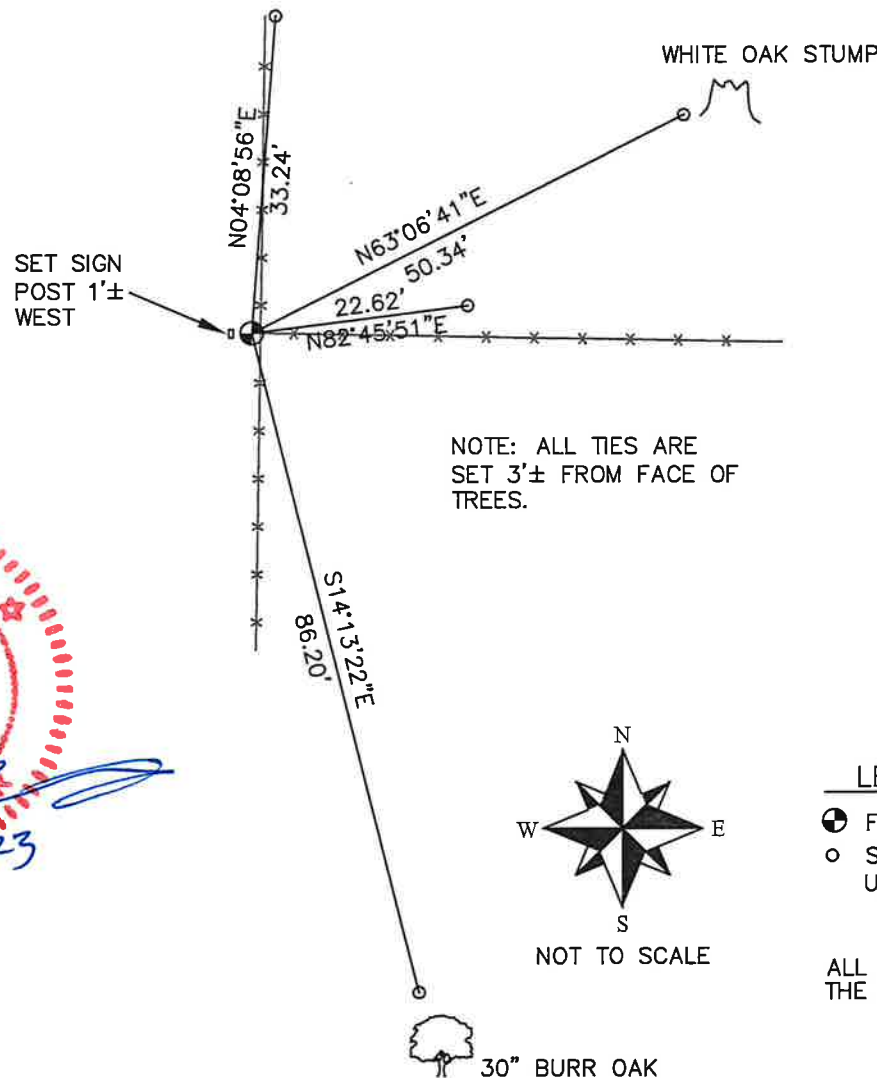 WHITE OAK STUMP
N04°08'56"E
33.24'
N63°06'41"E
50.34'
SET SIGN
POST 1'±
WEST
22.62'
N82°45'51"E
NOTE: ALL TIES ARE
SET 3'± FROM FACE OF
TREES.
S14°13'22"E
86.20'
N
W
E
S
NOT TO SCALE
ALL
THE
30" BURR OAK